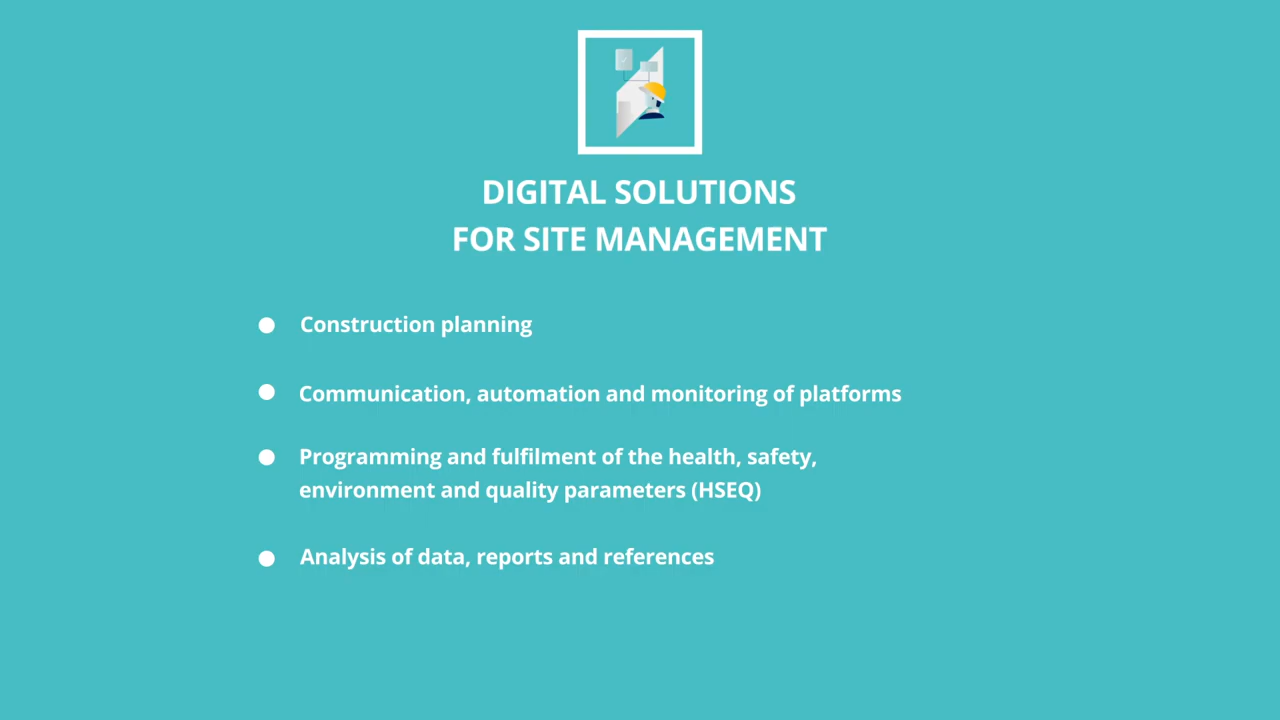 DIGITAL SOLUTIONS
FOR SITE MANAGEMENT
Construction planning
Communication, automation and monitoring of platforms
Programming and fulfilment of the health, safety,
environment and quality parameters (HSEQ)
Analysis of data, reports and references